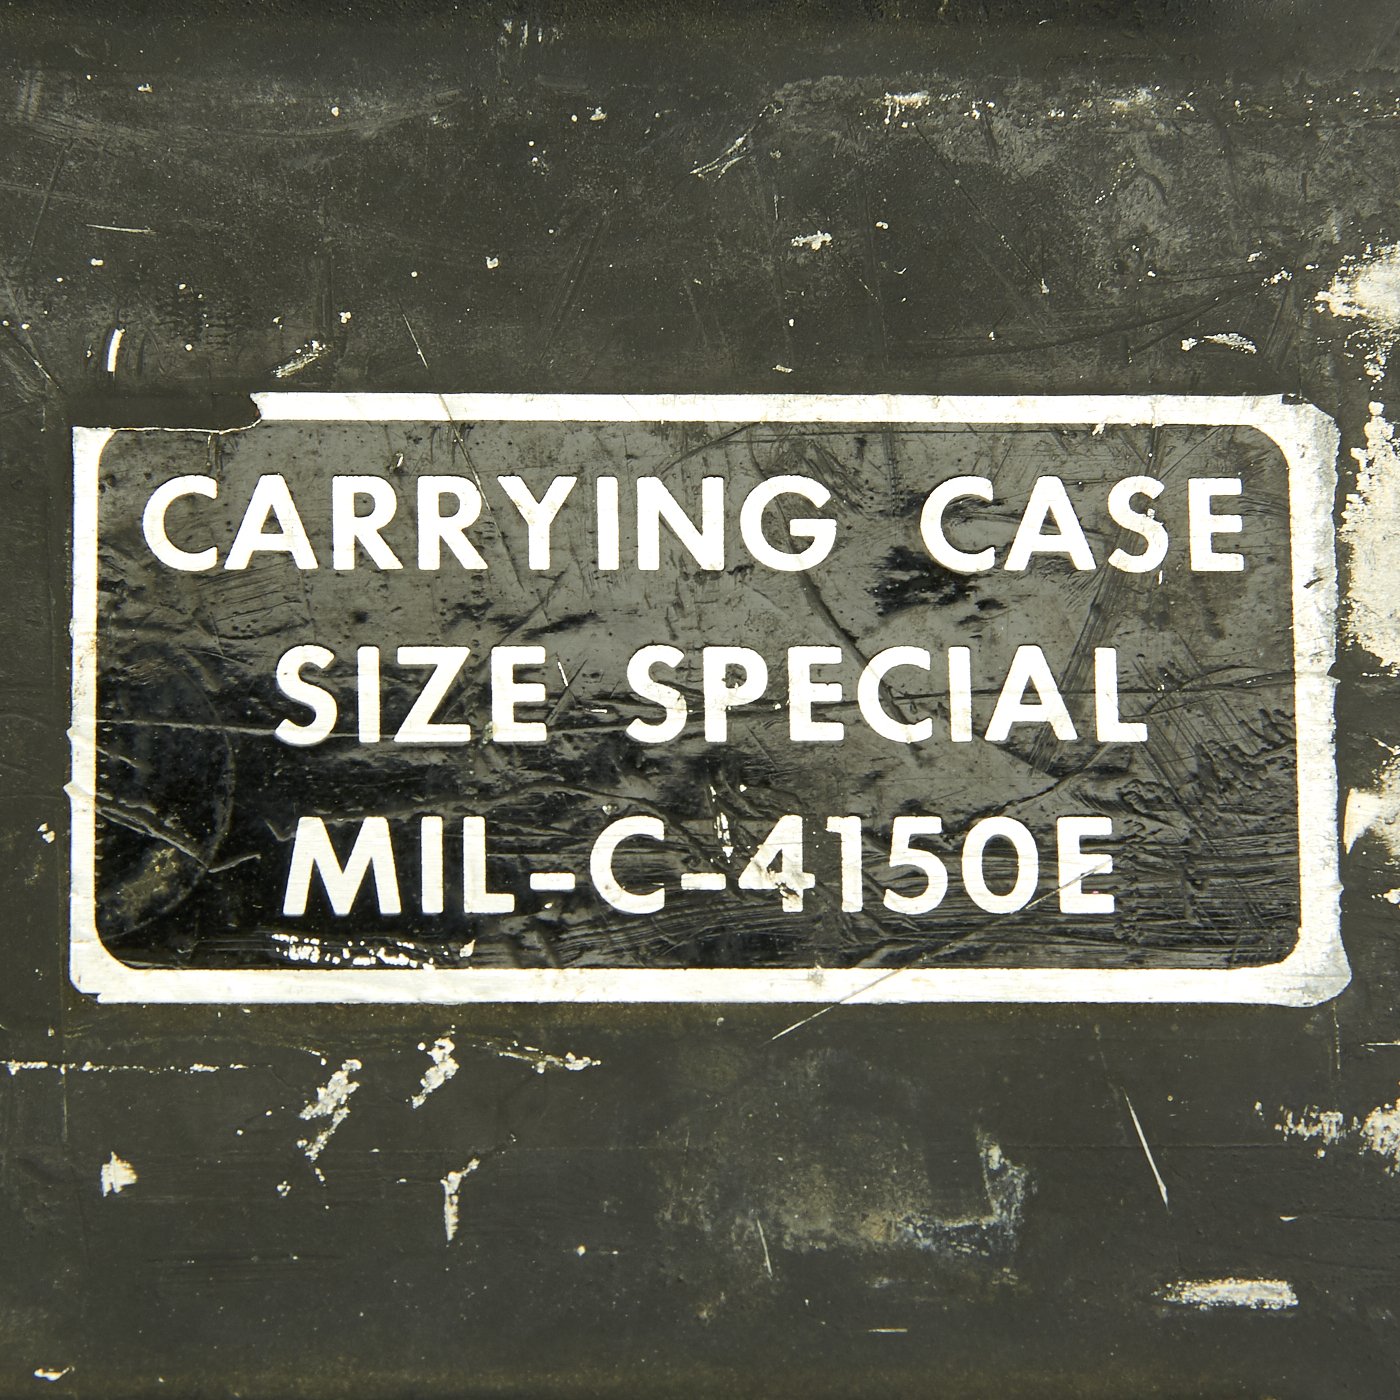 CARRYING CASE
SIZE SPECIAL
MIL-C-4150E